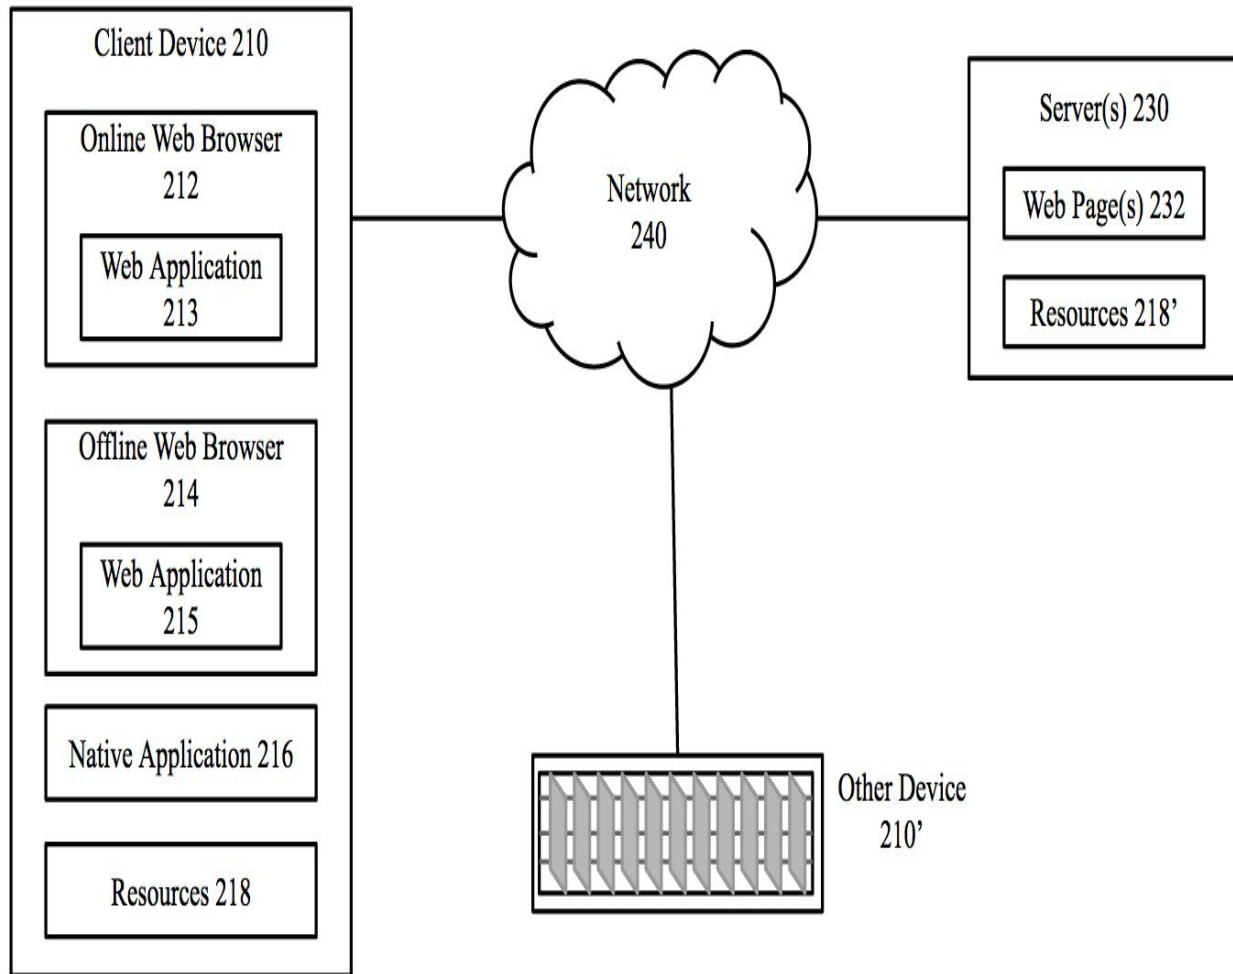 Client Device 210
Online Web Browser
212
Web Application
213
Offline Web Browser
214
Web Application
215
Native Application 216
Resources 218
Network
240
Server(s) 230
Web Page(s) 232
Resources 218’
Other Device
210’